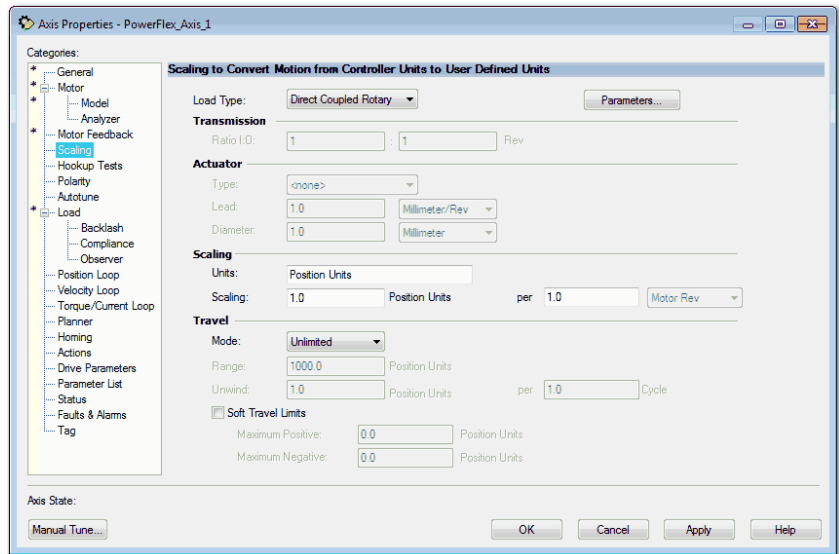 Axis Properties - PowerFlex_Axis_1
Categories:
* General
* Motor
* Model
Analyzer
* Motor Feedback
Scaling
Hookup Tests
Polarity
Autotune
* Load
Backlash
Compliance
Observer
Position Loop
Velocity Loop
Torque/Current Loop
Planner
Homing
Actions
Drive Parameters
Parameter List
Status
Faults & Alarms
Tag
Scaling to Convert Motion from Controller Units to User Defined Units
Load Type: Direct Coupled Rotary Parameters...
Transmission
Ratio I:O: 1 : 1 Rev
Actuator
Type: <none>
Lead: 1.0 Millimeter/Rev
Diameter: 1.0 Millimeter
Scaling
Units: Position Units
Scaling: 1.0 Position Units per 1.0 Motor Rev
Travel
Mode: Unlimited
Range: 1000.0 Position Units
Unwind: 1.0 Position Units per 1.0 Cycle
Soft Travel Limits
Maximum Positive: 0.0 Position Units
Maximum Negative: 0.0 Position Units
Axis State:
Manual Tune... OK Cancel Apply Help